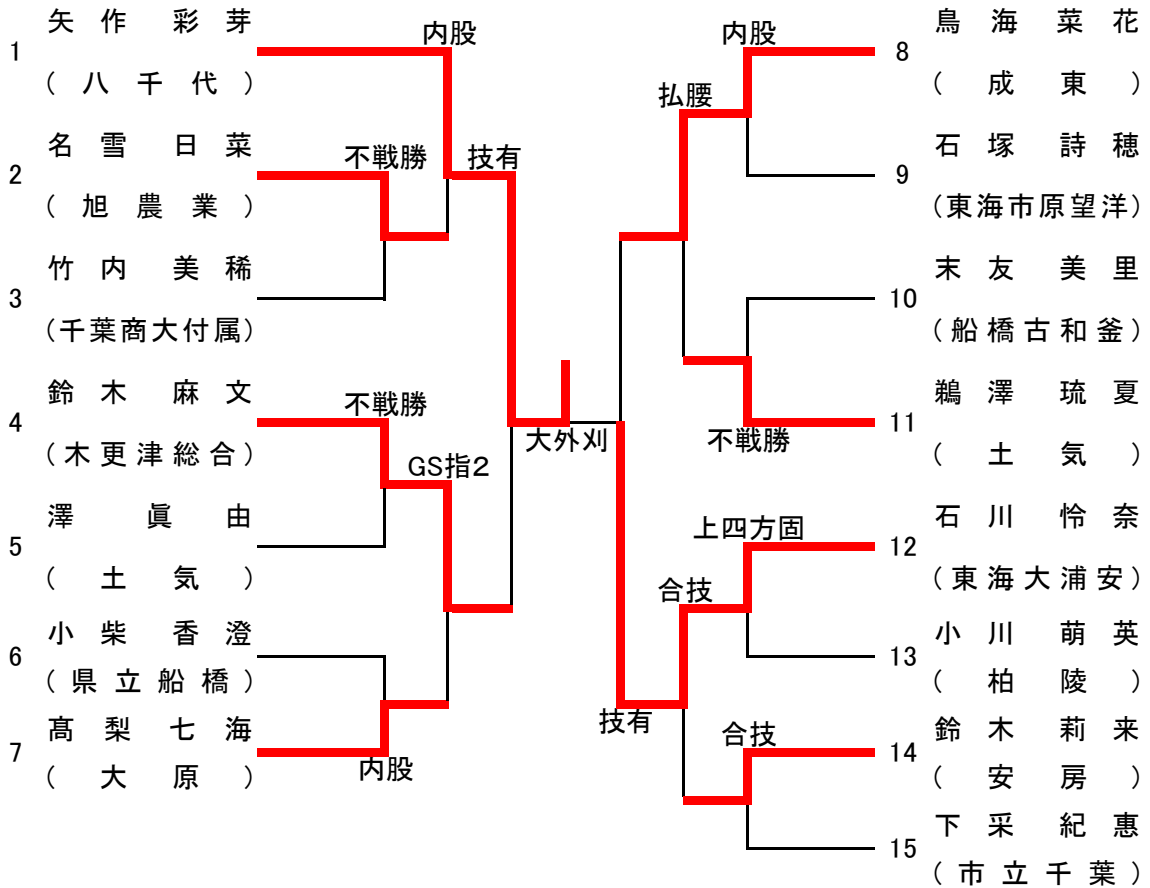 1 矢作 彩芽
(八千代)
2 名雪 日菜
(旭農業)
3 竹内 美稀
(千葉商大付属)
4 鈴木 麻文
(木更津総合)
5 澤 眞由
(土気)
6 小柴 香澄
(県立船橋)
7 髙梨 七海
(大原)
内股
不戦勝
技有
不戦勝
GS指2
内股
大外刈
内股
払腰
不戦勝
上四方固
合技
技有
合技
8 鳥海 菜花
(成東)
9 石塚 詩穂
(東海市原望洋)
10 末友 美里
(船橋古和釜)
11 鵜澤 琉夏
(土気)
12 石川 怜奈
(東海大浦安)
13 小川 萌英
(柏陵)
14 鈴木 莉来
(安房)
15 下采 紀恵
(市立千葉)